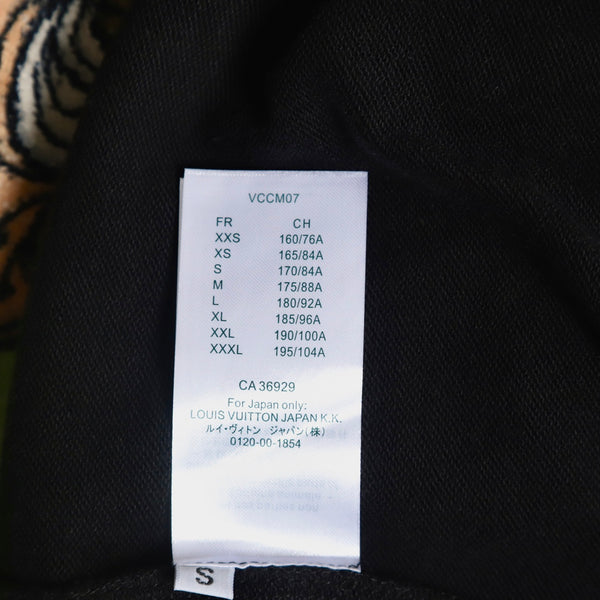 VCCM07
FR CH
XXS 160/76A
XS 165/84A
S 170/84A
M 175/88A
L 180/92A
XL 185/96A
XXL 190/100A
XXXL 195/104A
CA 36929
For Japan only:
LOUIS VUITTON JAPAN K.K.
ルイ・ヴィトン ジャパン(株)
0120-00-1854
S